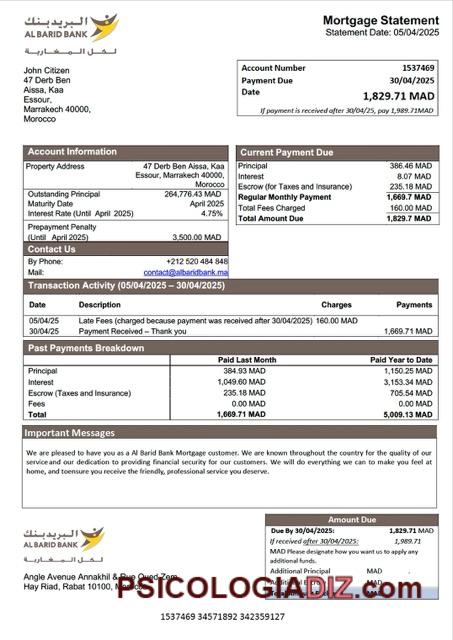 البريد بنك
AL BARID BANK
لـكـل الـمـغـاربـة
Mortgage Statement
Statement Date: 05/04/2025
John Citizen
47 Derb Ben
Aissa, Kaa
Essour,
Marrakech 40000,
Morocco
Account Number 1537469
Payment Due 30/04/2025
Date 1,829.71 MAD
If payment is received after 30/04/25, pay 1,989.71MAD
Account Information
Property Address 47 Derb Ben Aissa, Kaa
Essour, Marrakech 40000,
Morocco
Outstanding Principal 264,776.43 MAD
Maturity Date April 2025
Interest Rate (Until April 2025) 4.75%
Prepayment Penalty
(Until April 2025) 3,500.00 MAD
Contact Us
By Phone: +212 520 484 848
Mail: contact@albaridbank.ma
Current Payment Due
Principal 386.46 MAD
Interest 8.07 MAD
Escrow (for Taxes and Insurance) 235.18 MAD
Regular Monthly Payment 1,669.7 MAD
Total Fees Charged 160.00 MAD
Total Amount Due 1,829.7 MAD
Transaction Activity (05/04/2025 – 30/04/2025)
Date Description Charges Payments
05/04/25 Late Fees (charged because payment was received after 30/04/2025) 160.00 MAD
30/04/25 Payment Received – Thank you 1,669.71 MAD
Past Payments Breakdown
Paid Last Month Paid Year to Date
Principal 384.93 MAD 1,150.25 MAD
Interest 1,049.60 MAD 3,153.34 MAD
Escrow (Taxes and Insurance) 235.18 MAD 705.54 MAD
Fees 0.00 MAD 0.00 MAD
Total 1,669.71 MAD 5,009.13 MAD
Important Messages
We are pleased to have you as a Al Barid Bank Mortgage customer. We are known throughout the country for the quality of our
service and our dedication to providing financial security for our customers. We will do everything we can to make you feel at
home, and toensure you receive the friendly, professional service you deserve.
البريد بنك
AL BARID BANK
لـكـل الـمـغـاربـة
Angle Avenue Annakhil & Rue Oued Zem,
Hay Riad, Rabat 10100,
Amount Due
Due By 30/04/2025: 1,829.71 MAD
If received after 30/04/25: 1,989.71
MAD Please designate how you want us to apply any
additional funds.
Additional Principal MAD .
MAD .
PSICOLOGIADIZ.com
1537469 34571892 342359127